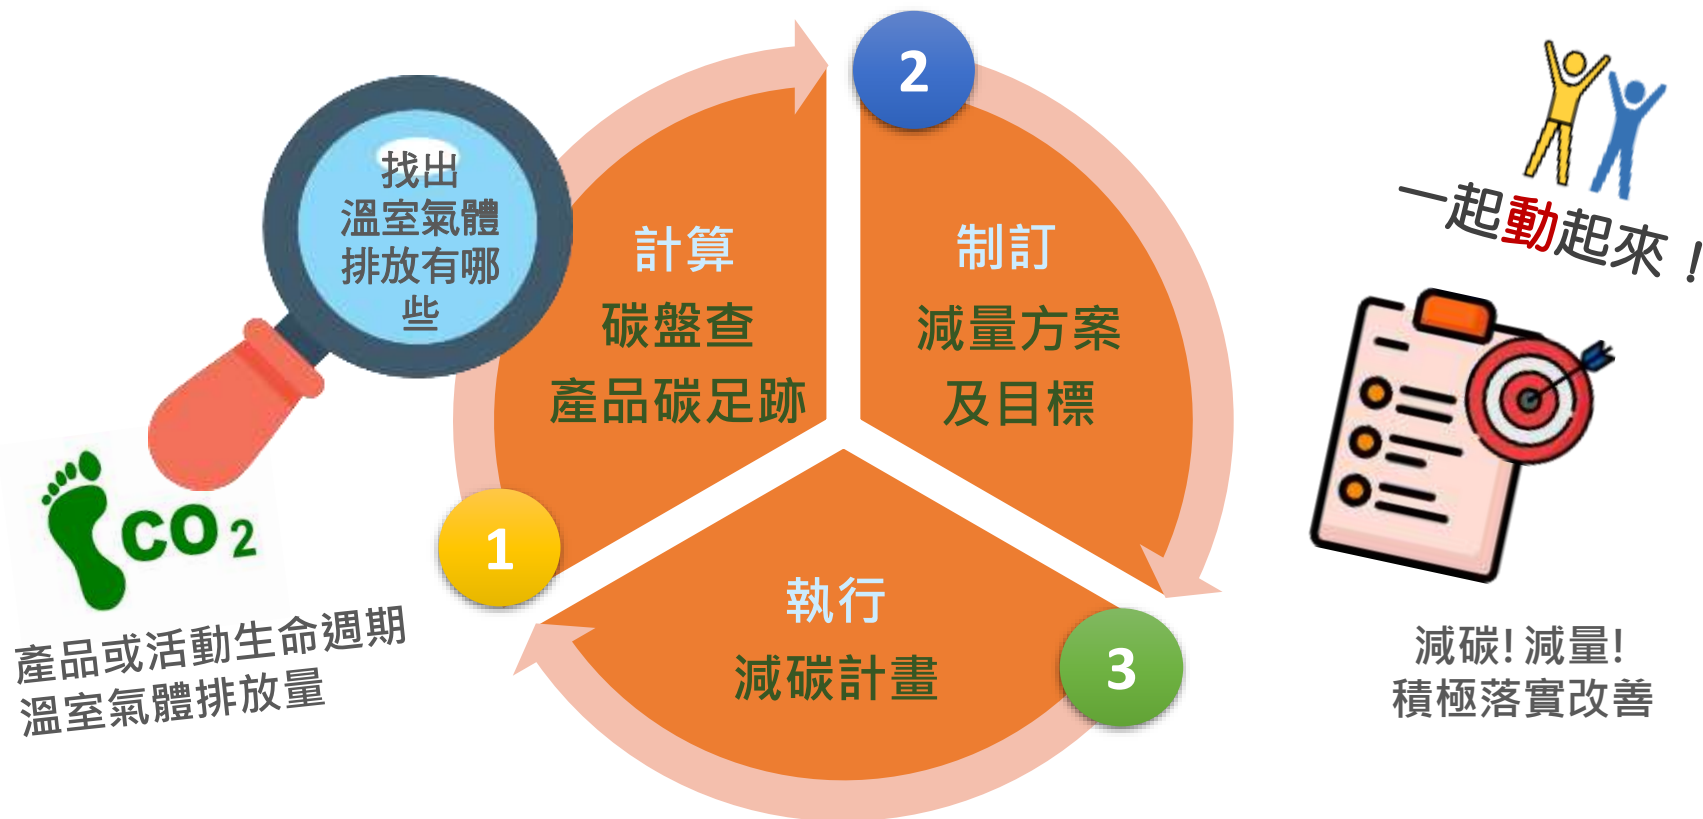 找出
溫室氣體
排放有哪
些
CO2
產品或活動生命週期
溫室氣體排放量
1
計算
碳盤查
產品碳足跡
2
制訂
減量方案
及目標
3
執行
減碳計畫
一起動起來！
減碳! 減量!
積極落實改善